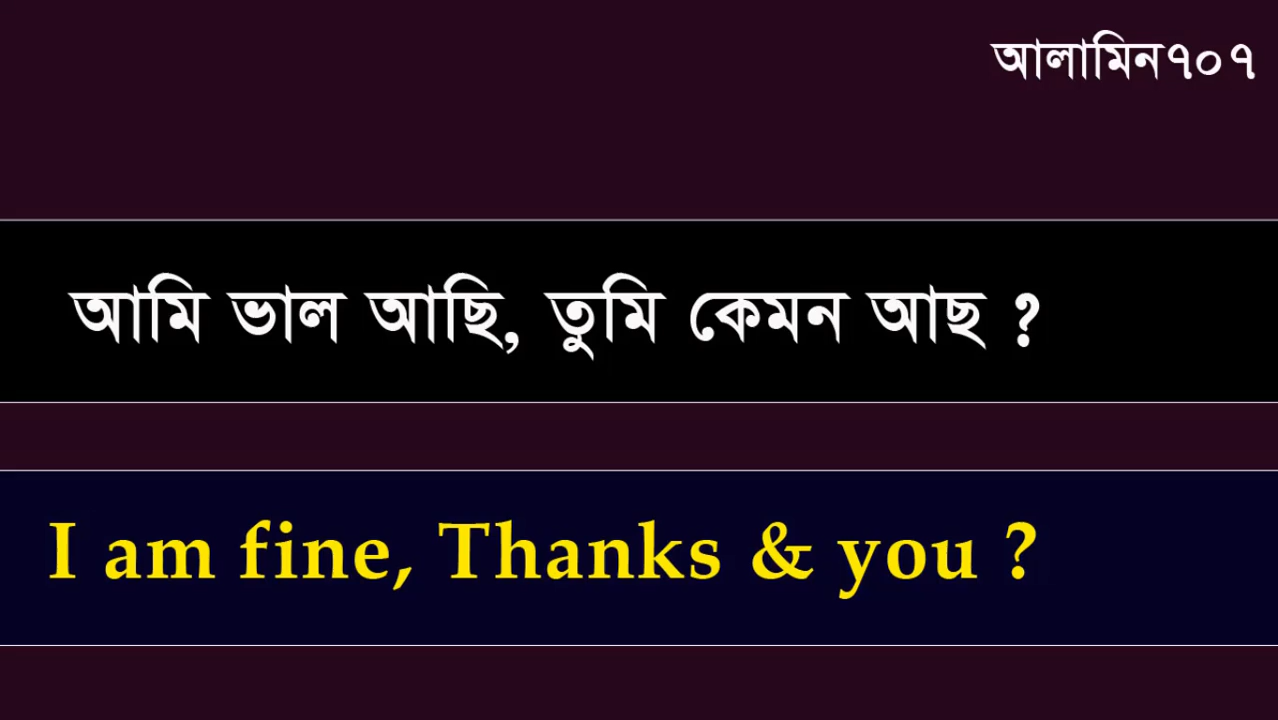 আলামিন৭০৭
আমি ভাল আছি, তুমি কেমন আছ ?
I am fine, Thanks & you ?